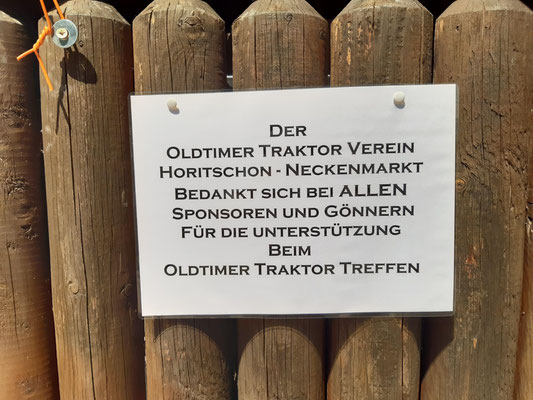 Der
Oldtimer Traktor Verein
Horitschon - Neckenmarkt
Bedankt sich bei ALLEN
Sponsoren und Gönnern
Für die unterstützung
Beim
Oldtimer Traktor Treffen